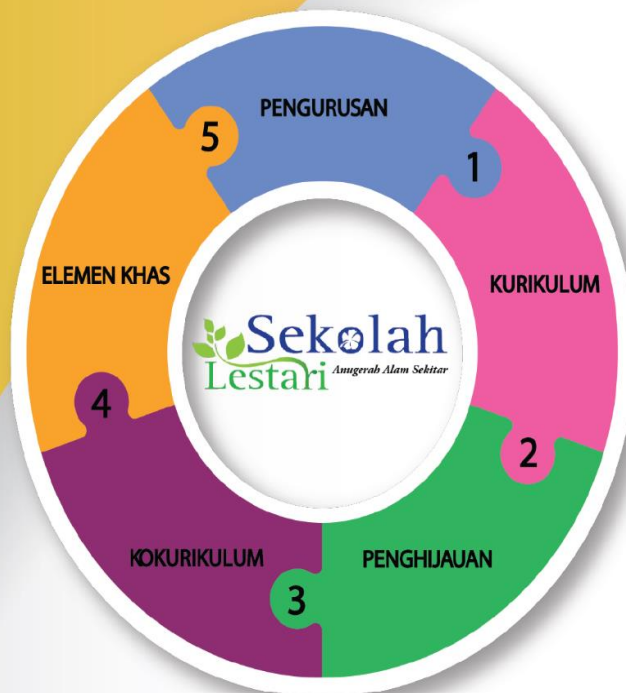 PENGURUSAN
1
KURIKULUM
2
PENGHIJAUAN
3
KOKURIKULUM
4
ELEMEN KHAS
5
Sekolah
Lestari Anugerah Alam Sekitar